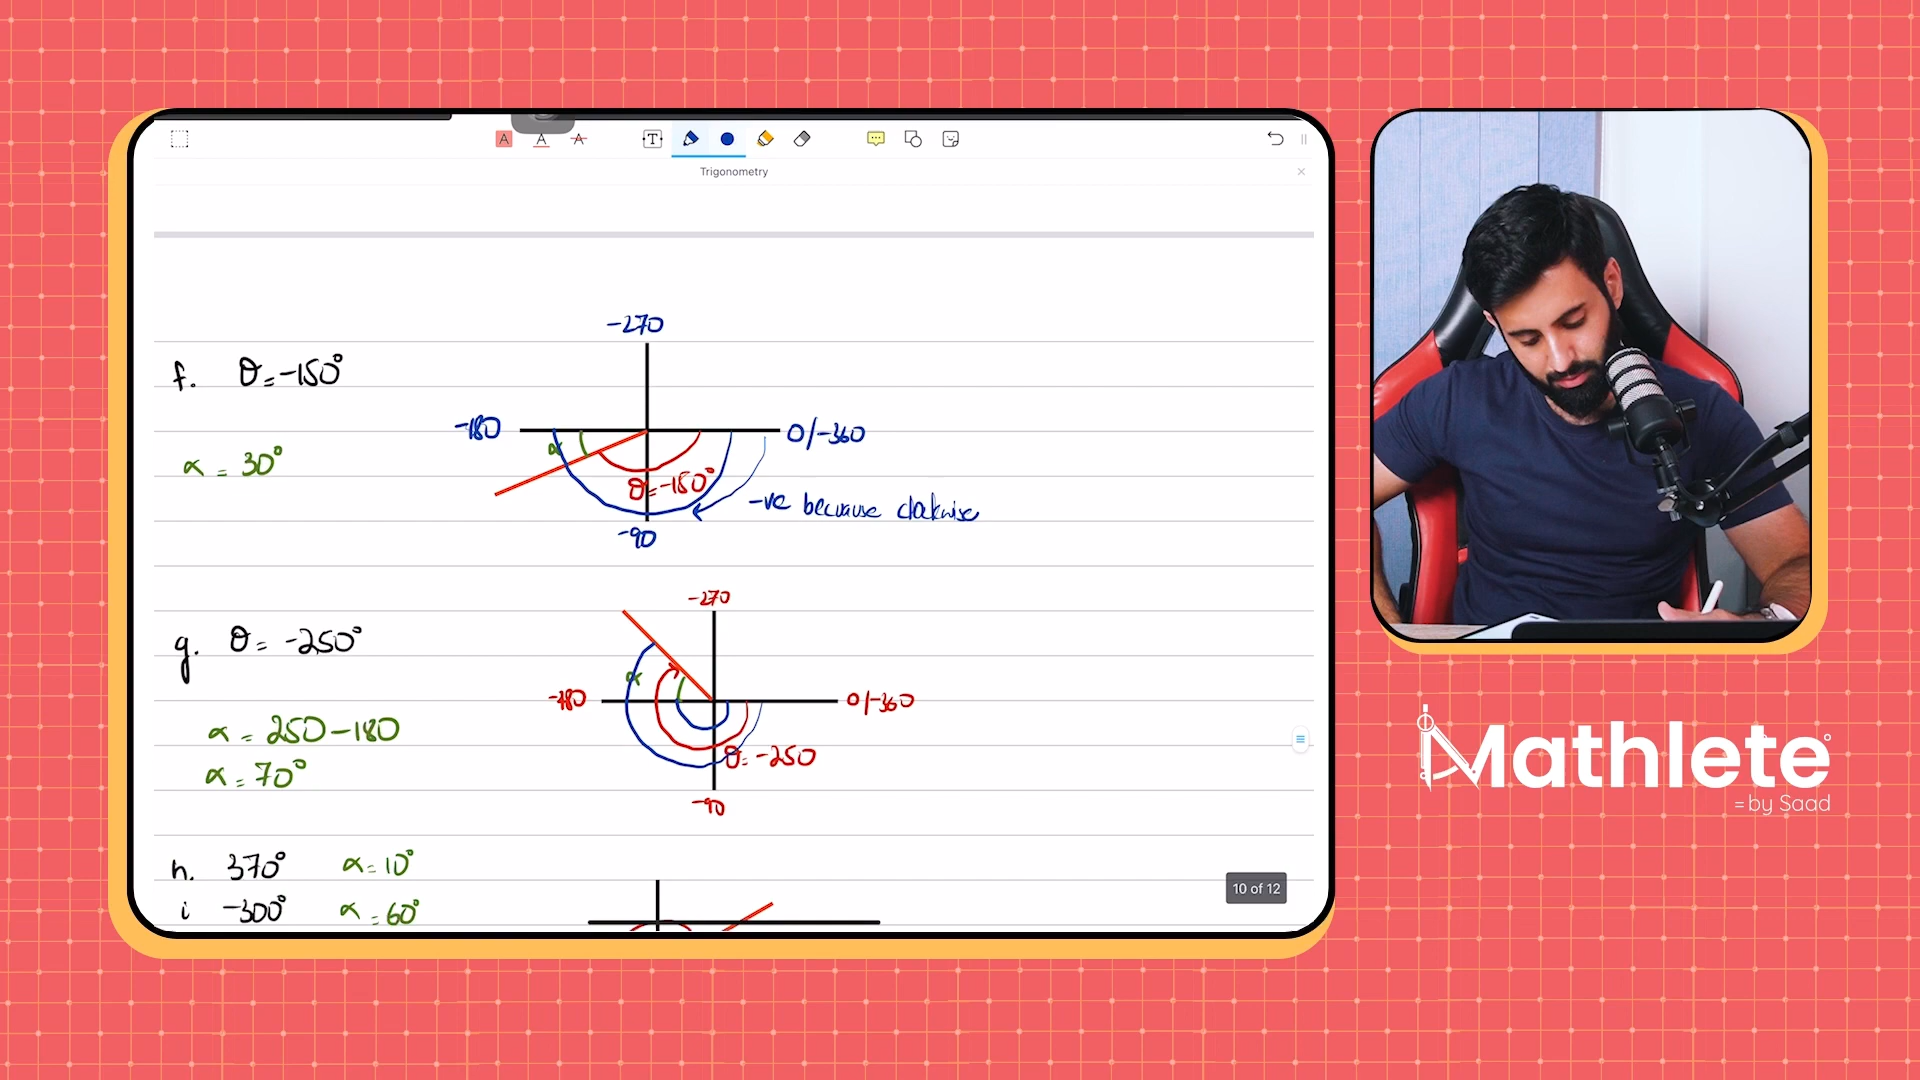 A A A T
Trigonometry
-270
f. θ = -150°
-180
0/-360
α = 30°
α
θ = -150°
-ve because clockwise
-90
-270
g. θ = -250°
α
-180
0/-360
α = 250 - 180
θ = -250
α = 70°
-90
h. 370° α = 10°
10 of 12
i -300° α = 60°
Mathlete°
= by Saad